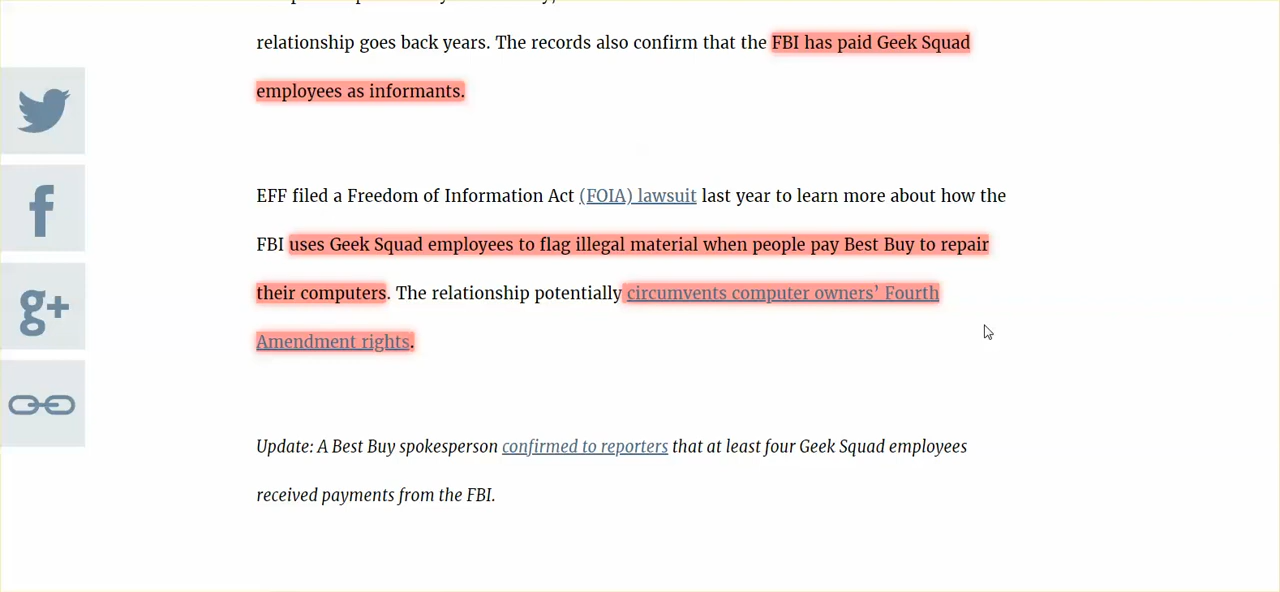 relationship goes back years. The records also confirm that the FBI has paid Geek Squad
employees as informants.
EFF filed a Freedom of Information Act (FOIA) lawsuit last year to learn more about how the
FBI uses Geek Squad employees to flag illegal material when people pay Best Buy to repair
their computers. The relationship potentially circumvents computer owners’ Fourth
Amendment rights.
Update: A Best Buy spokesperson confirmed to reporters that at least four Geek Squad employees
received payments from the FBI.
g+